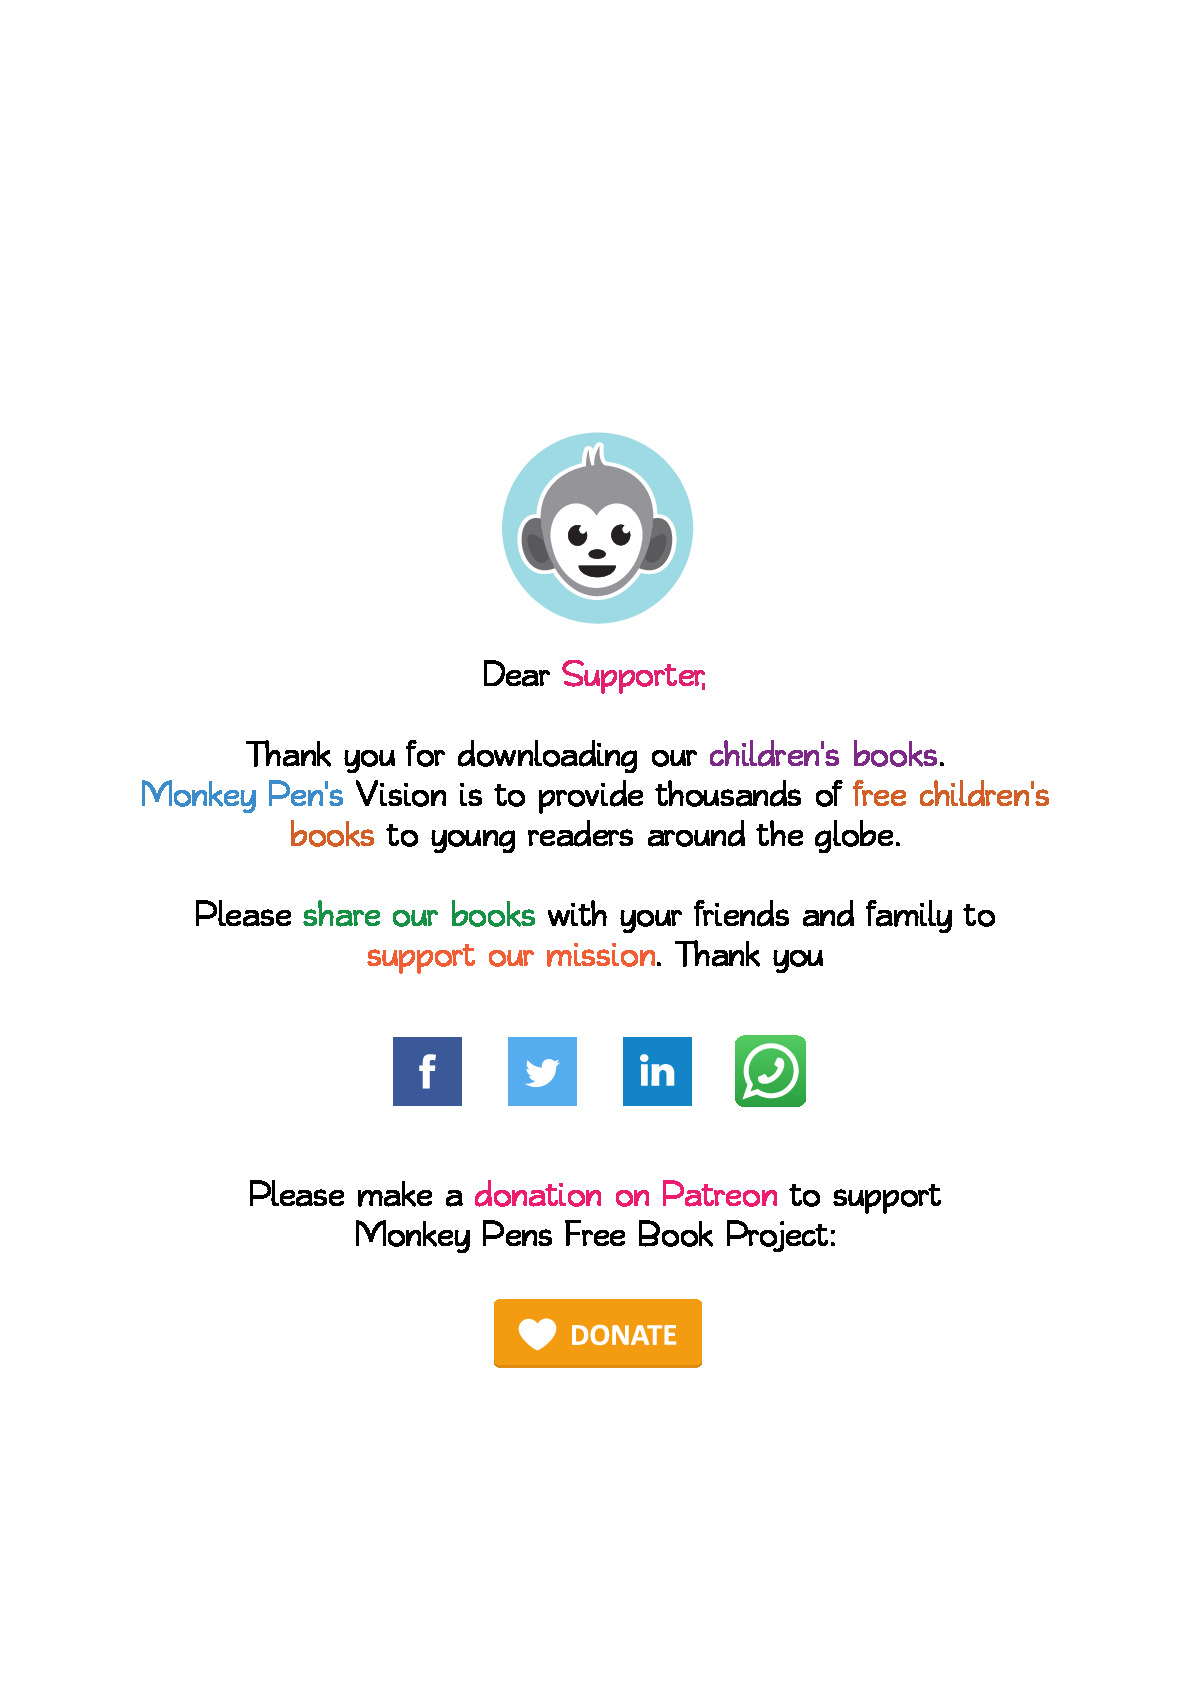 Dear Supporter,
Thank you for downloading our children's books.
Monkey Pen's Vision is to provide thousands of free children's
books to young readers around the globe.
Please share our books with your friends and family to
support our mission. Thank you
f
in
Please make a donation on Patreon to support
Monkey Pens Free Book Project:
DONATE